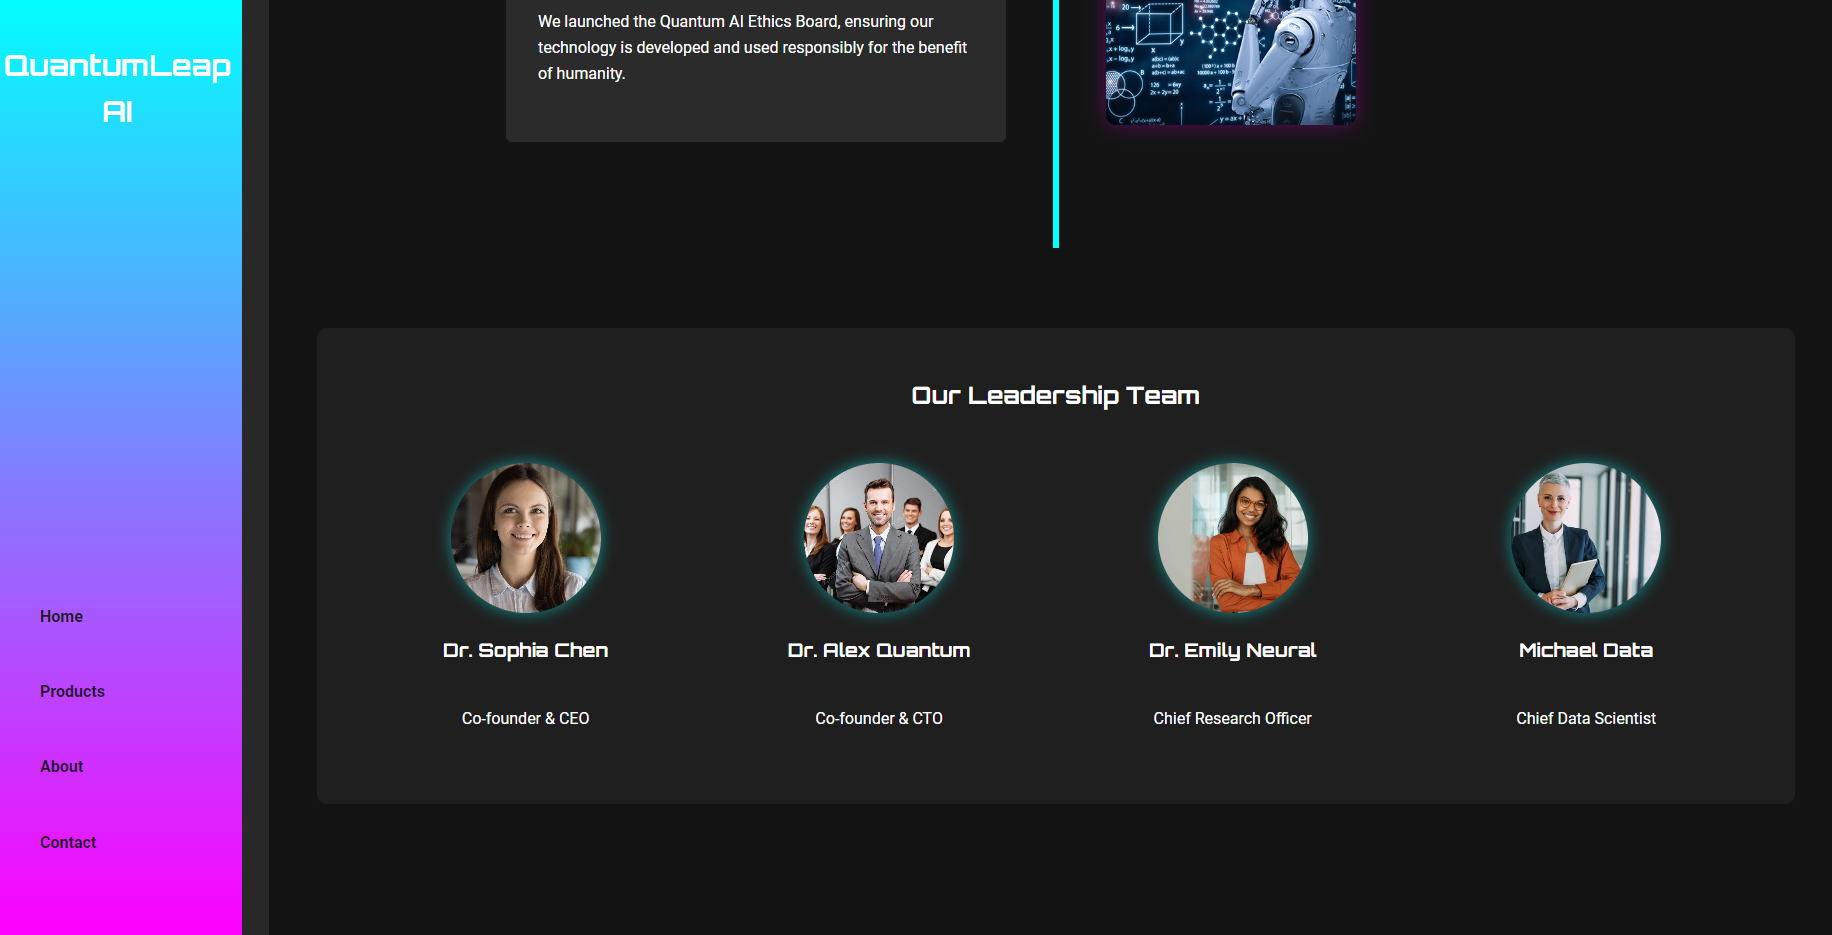 QuantumLeap
AI
Home
Products
About
Contact
We launched the Quantum AI Ethics Board, ensuring our
technology is developed and used responsibly for the benefit
of humanity.
Our Leadership Team
Dr. Sophia Chen
Co-founder & CEO
Dr. Alex Quantum
Co-founder & CTO
Dr. Emily Neural
Chief Research Officer
Michael Data
Chief Data Scientist